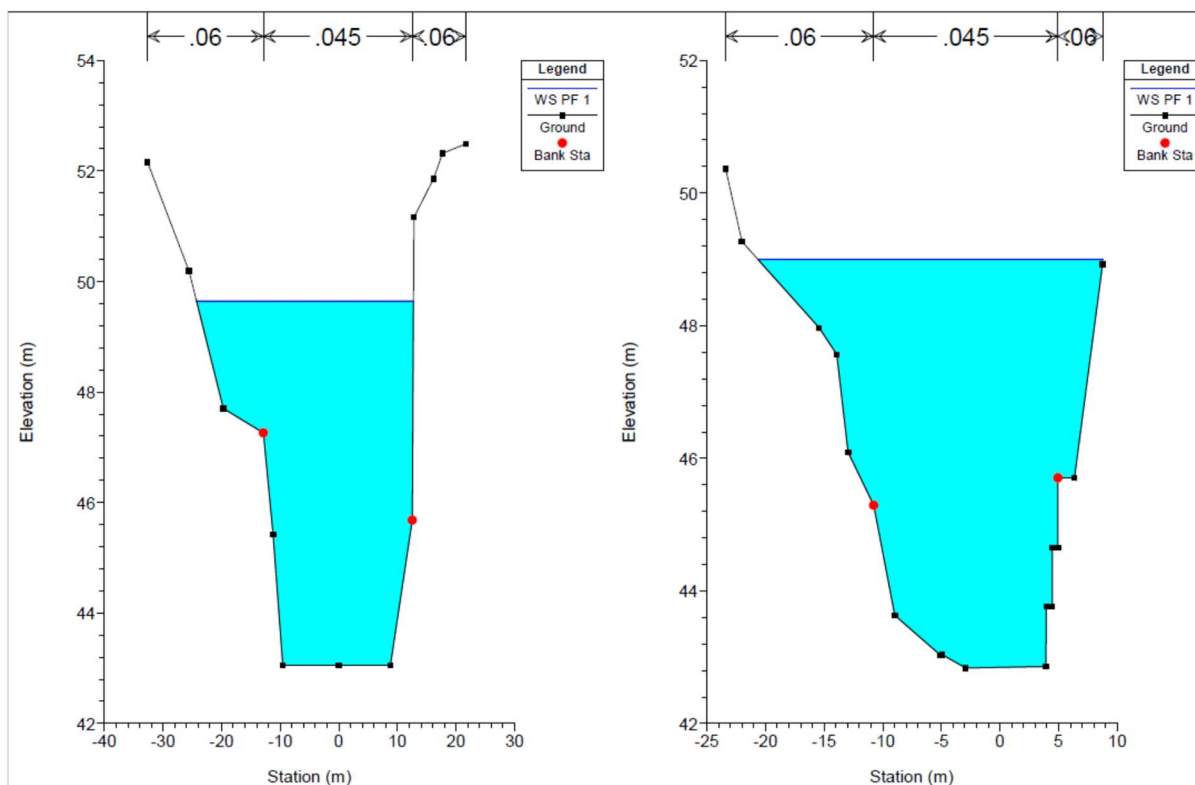 .06 .045 .06
54
52
50
48
46
44
42
Elevation (m)
-40 -30 -20 -10 0 10 20 30
Station (m)
Legend
WS PF 1
Ground
Bank Sta
.06 .045 .06
52
50
48
46
44
42
Elevation (m)
-25 -20 -15 -10 -5 0 5 10
Station (m)
Legend
WS PF 1
Ground
Bank Sta